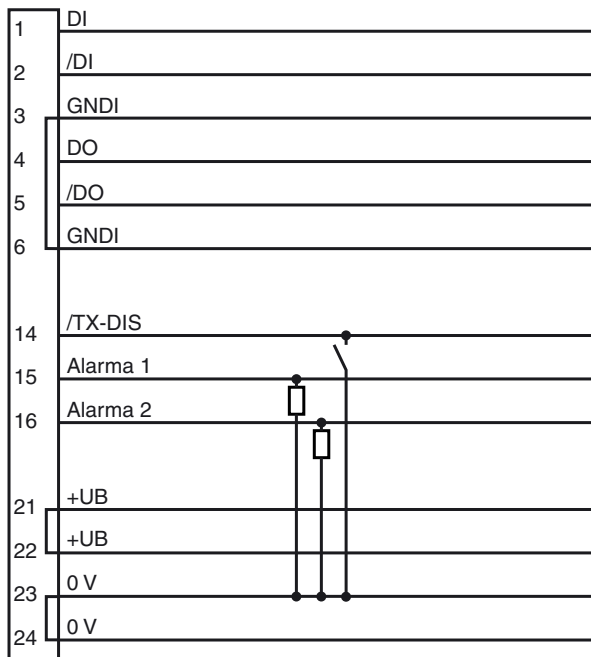 1 DI
2 /DI
3 GNDI
4 DO
5 /DO
6 GNDI
14 /TX-DIS
15 Alarma 1
16 Alarma 2
21 +UB
22 +UB
23 0 V
24 0 V